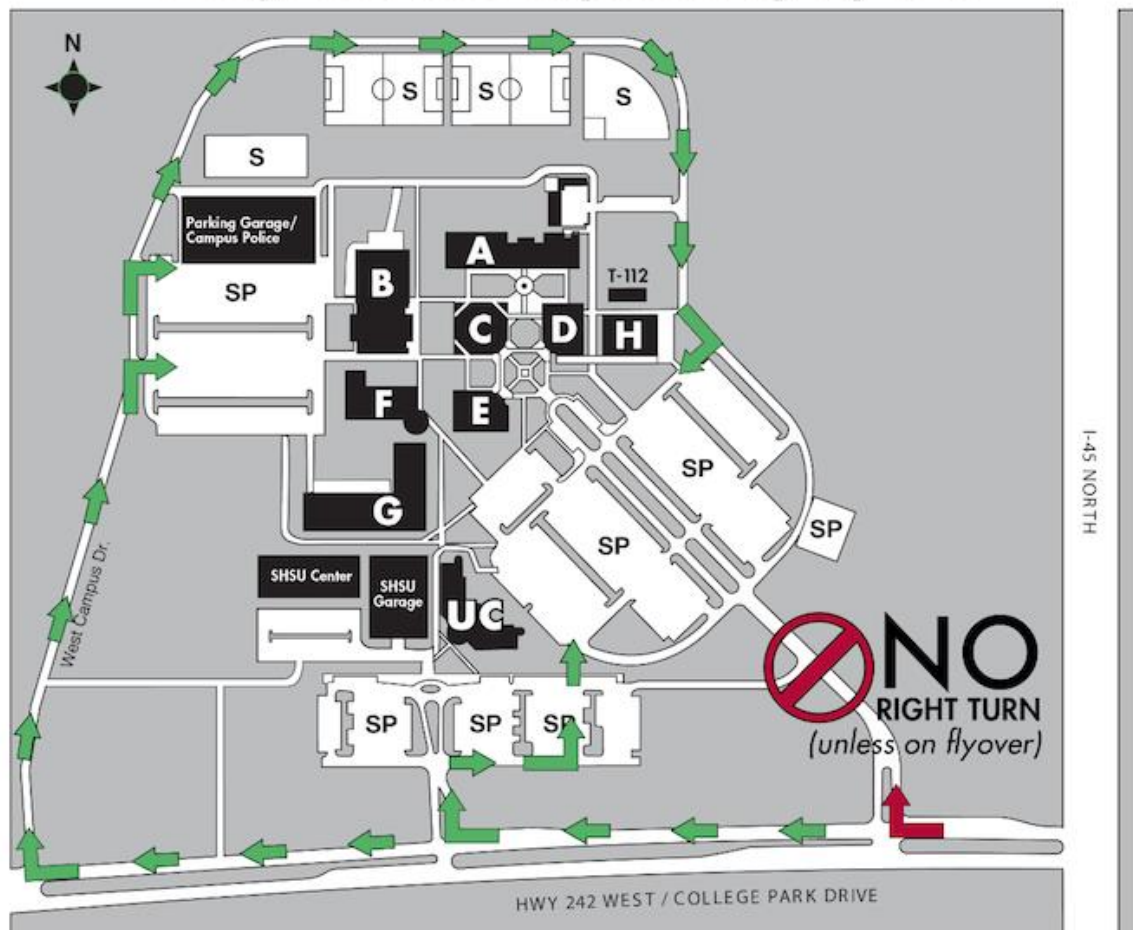 N
S
S
S
S
Parking Garage/
Campus Police
A
B
SP
T-112
C
D
H
F
E
SP
G
SP
SP
I-45 NORTH
West Campus Dr.
SHSU Center
SHSU
Garage
UC
NO
RIGHT TURN
(unless on flyover)
SP
SP
SP
HWY 242 WEST / COLLEGE PARK DRIVE